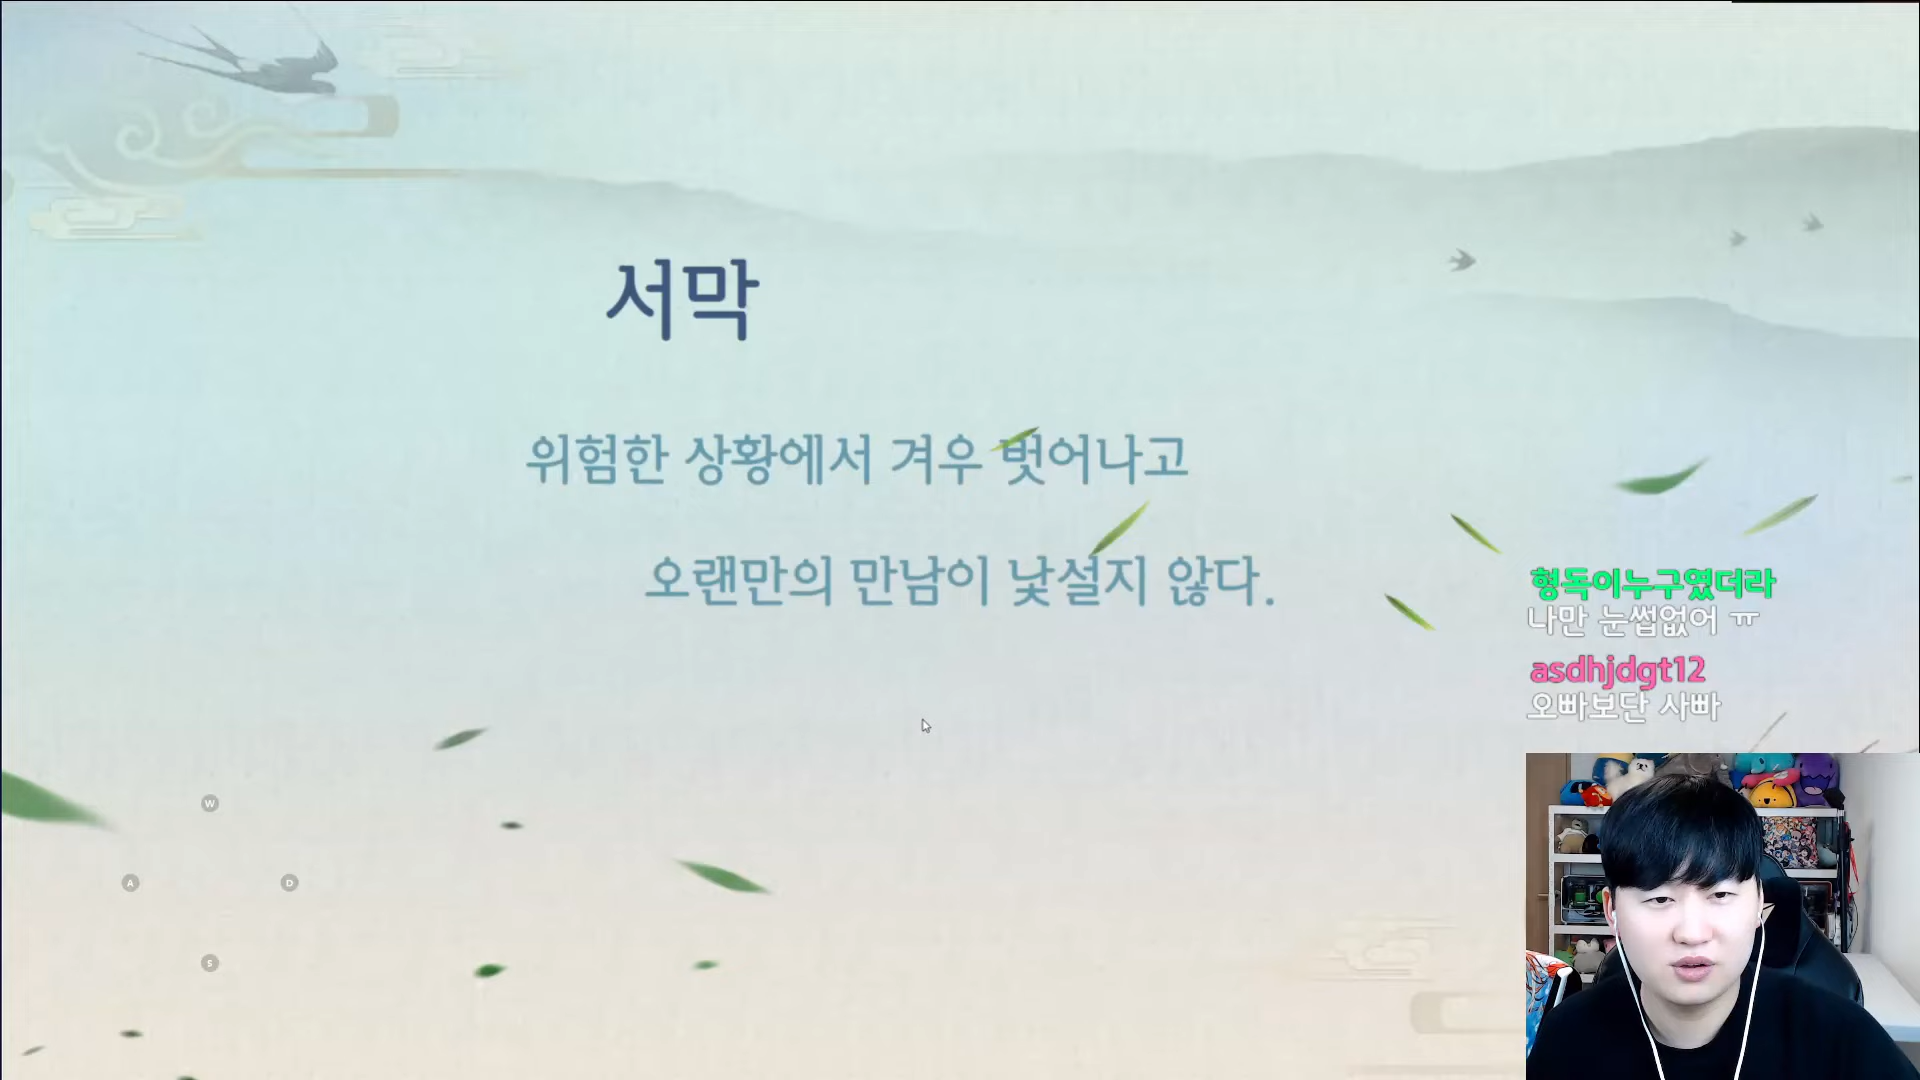 서막
위험한 상황에서 겨우 벗어나고
오랜만의 만남이 낯설지 않다.
형독이누구였더라
나만 눈썹없어 ㅠ
asdhjdgt12
오빠보단 사빠
W
A
D
S